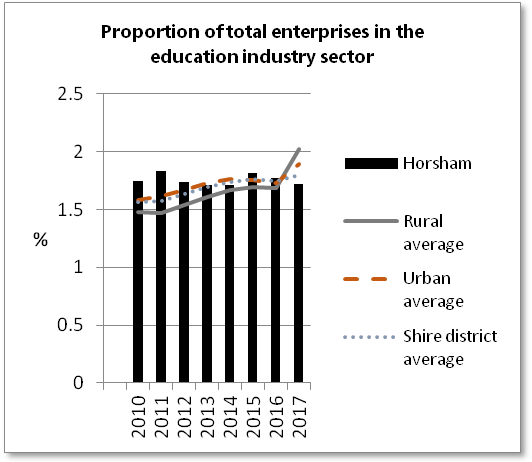 Proportion of total enterprises in the
education industry sector
2.5
2
1.5
1
0.5
0
%
2010
2011
2012
2013
2014
2015
2016
2017
Horsham
Rural
average
Urban
average
Shire district
average